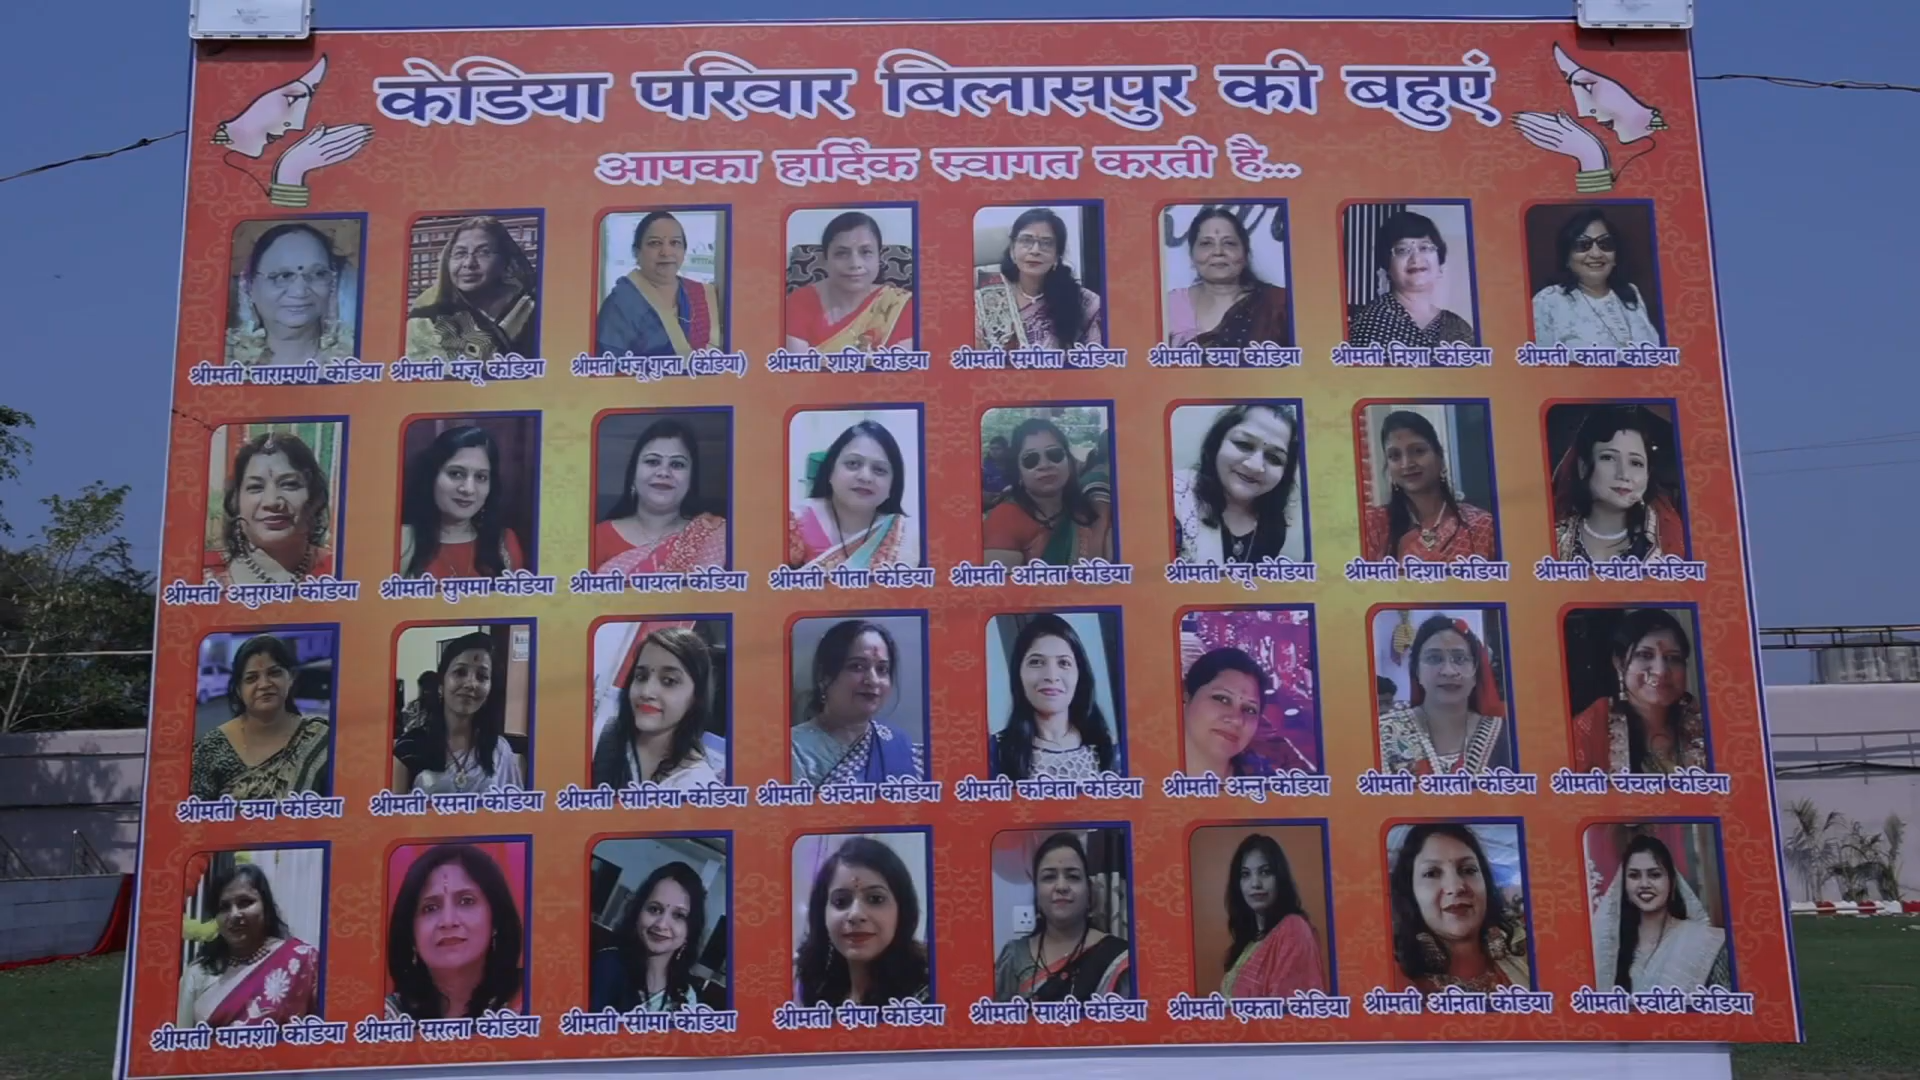 केडिया परिवार बिलासपुर की बहुएं
आपका हार्दिक स्वागत करती है...
श्रीमती तारामणी केडिया श्रीमती मंजू केडिया श्रीमती मंजू गुप्ता (केडिया) श्रीमती शशि केडिया श्रीमती संगीता केडिया श्रीमती उमा केडिया श्रीमती निशा केडिया श्रीमती कांता केडिया
श्रीमती अनुराधा केडिया श्रीमती सुषमा केडिया श्रीमती पायल केडिया श्रीमती गीता केडिया श्रीमती अनिता केडिया श्रीमती रंजू केडिया श्रीमती दिशा केडिया श्रीमती स्वीटी केडिया
श्रीमती उमा केडिया श्रीमती रसना केडिया श्रीमती सोनिया केडिया श्रीमती अर्चना केडिया श्रीमती कविता केडिया श्रीमती अन्नु केडिया श्रीमती आरती केडिया श्रीमती चंचल केडिया
श्रीमती मानशी केडिया श्रीमती सरला केडिया श्रीमती सीमा केडिया श्रीमती दीपा केडिया श्रीमती साक्षी केडिया श्रीमती एकता केडिया श्रीमती अनिता केडिया श्रीमती स्वीटी केडिया